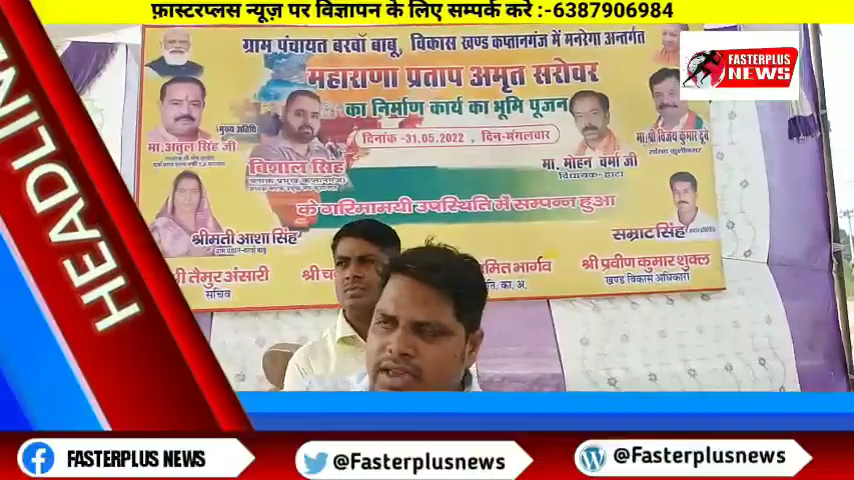 फ़ास्टरप्लस न्यूज़ पर विज्ञापन के लिए सम्पर्क करे :-6387906984
ग्राम पंचायत बरवॉ बाबू, विकास खण्ड कप्तानगंज में मनरेगा अन्तर्गत
महाराणा प्रताप अमृत सरोवर
का निर्माण कार्य का भूमि पूजन
दिनांक -31.05.2022 , दिन-मंगलवार
FASTERPLUS
NEWS
मा.अतुल सिंह जी
मुख्य अतिथि
विशाल सिंह
मा. मोहन वर्मा जी
विधायक- हाटा
मा.श्री विजय कुमार दूबे
के गरिमामयी उपस्थिति में सम्पन्न हुआ
श्रीमती आशा सिंह
सम्राट सिंह
तैमुर अंसारी
सचिव
श्री
मित भार्गव
श्री प्रवीण कुमार शुक्ल
खण्ड विकास अधिकारी
HEADLIN
FASTERPLUS NEWS
@Fasterplusnews
@Fasterplusnews